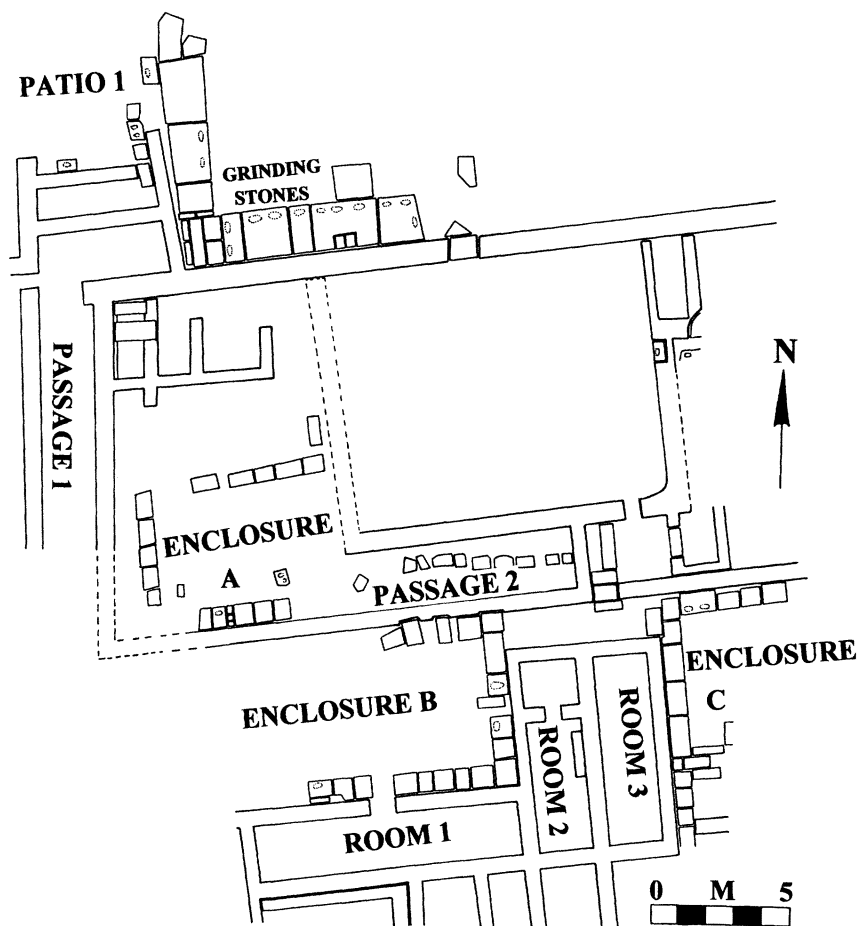 PATIO 1
GRINDING
STONES
PASSAGE 1
N
ENCLOSURE
A
PASSAGE 2
ENCLOSURE
C
ENCLOSURE B
ROOM 2
ROOM 3
ROOM 1
0 M 5